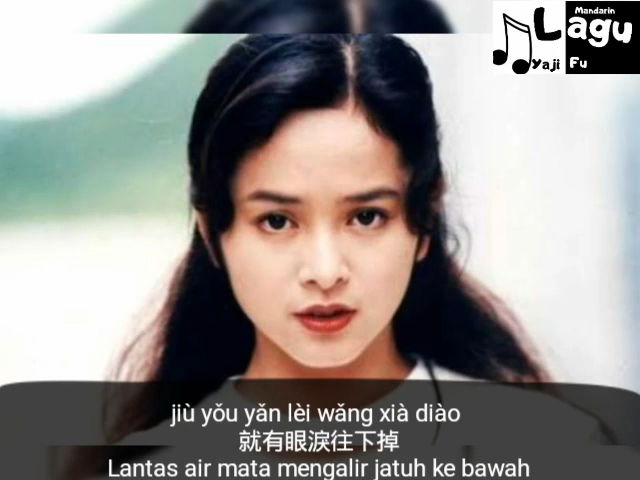 Mandarin
Lagu
Yaji Fu
jiù yǒu yǎn lèi wǎng xià diào
就有眼淚往下掉
Lantas air mata mengalir jatuh ke bawah